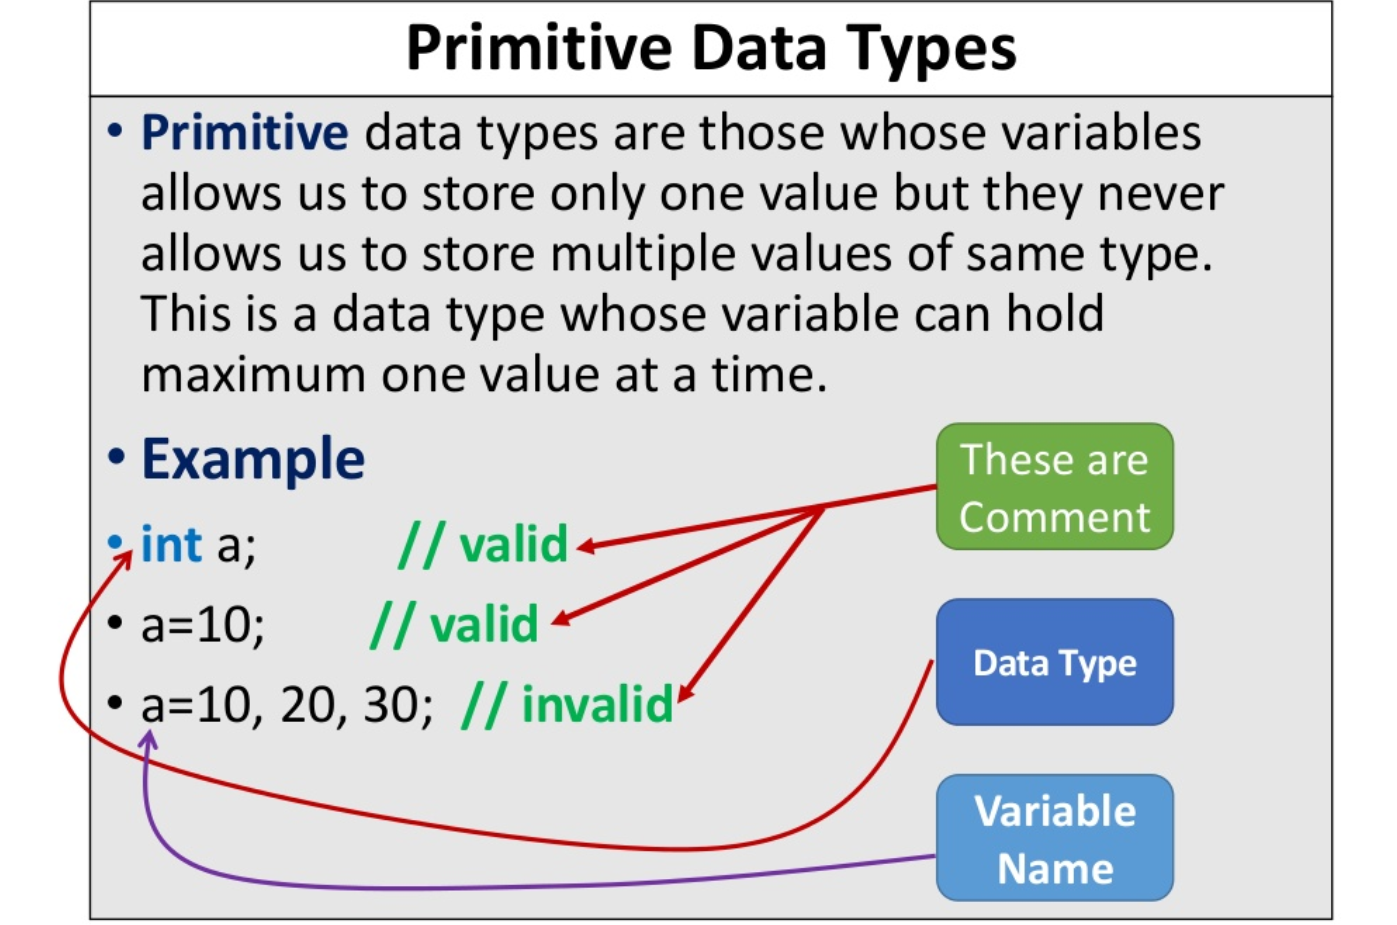 Primitive Data Types
• Primitive data types are those whose variables
allows us to store only one value but they never
allows us to store multiple values of same type.
This is a data type whose variable can hold
maximum one value at a time.
• Example
• int a; // valid
• a=10; // valid
• a=10, 20, 30; // invalid
These are
Comment
Data Type
Variable
Name